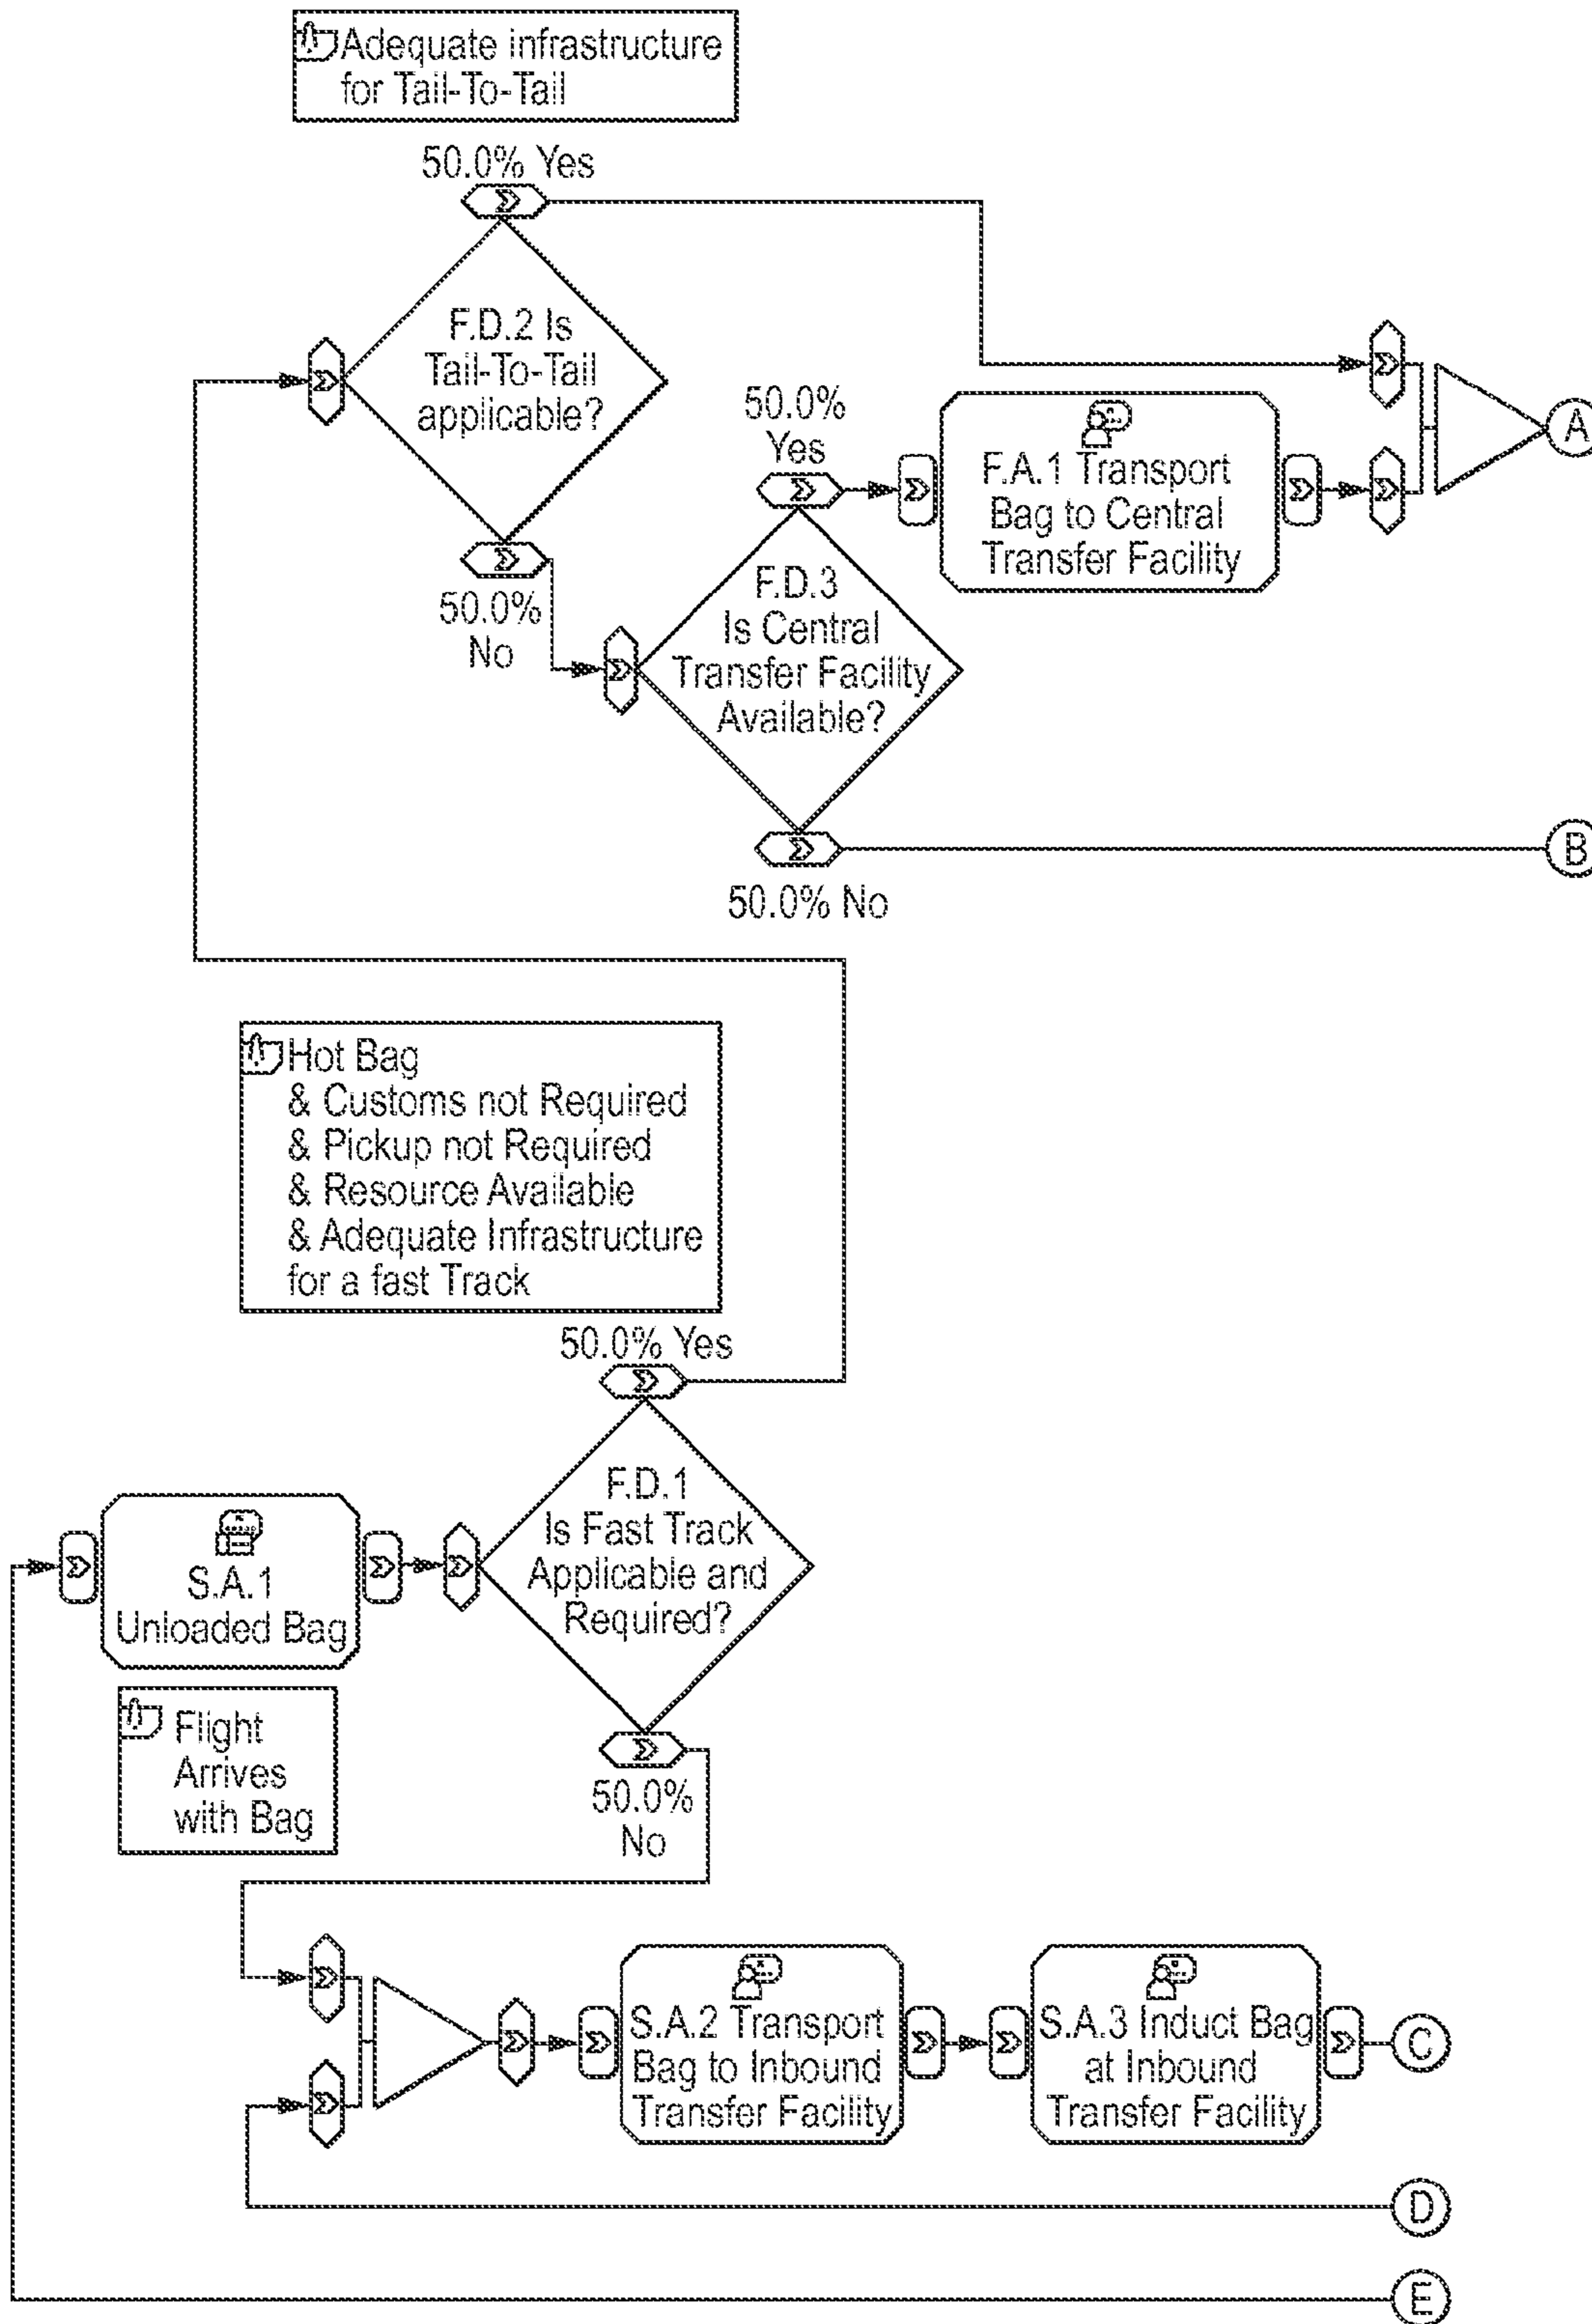 Adequate infrastructure
for Tail-To-Tail
50.0% Yes
F.D.2 Is
Tail-To-Tail
applicable?
50.0%
No
50.0%
Yes
F.A.1 Transport
Bag to Central
Transfer Facility
A
F.D.3
Is Central
Transfer Facility
Available?
50.0% No
B
Hot Bag
& Customs not Required
& Pickup not Required
& Resource Available
& Adequate Infrastructure
for a fast Track
50.0% Yes
F.D.1
Is Fast Track
Applicable and
Required?
S.A.1
Unloaded Bag
Flight
Arrives
with Bag
50.0%
No
S.A.2 Transport
Bag to Inbound
Transfer Facility
S.A.3 Induct Bag
at Inbound
Transfer Facility
C
D
E